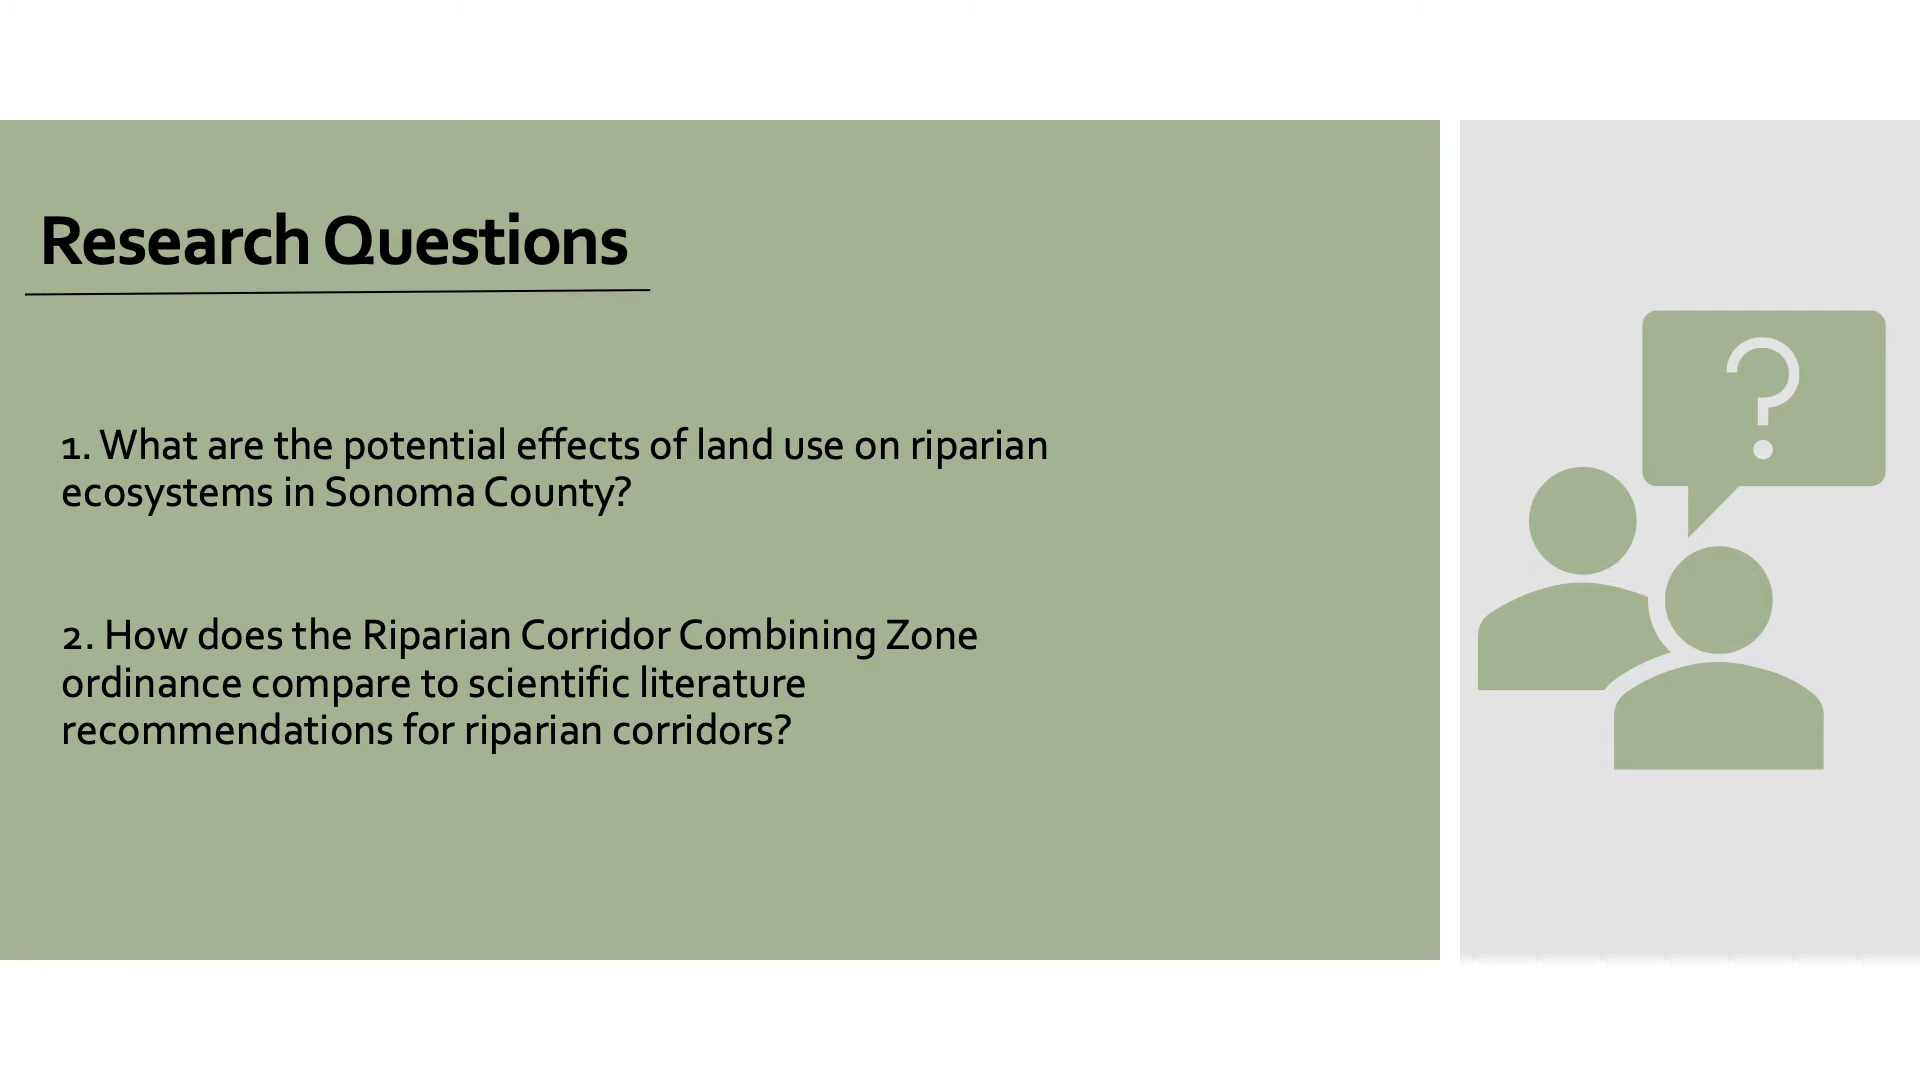 Research Questions
1. What are the potential effects of land use on riparian
ecosystems in Sonoma County?
2. How does the Riparian Corridor Combining Zone
ordinance compare to scientific literature
recommendations for riparian corridors?
?